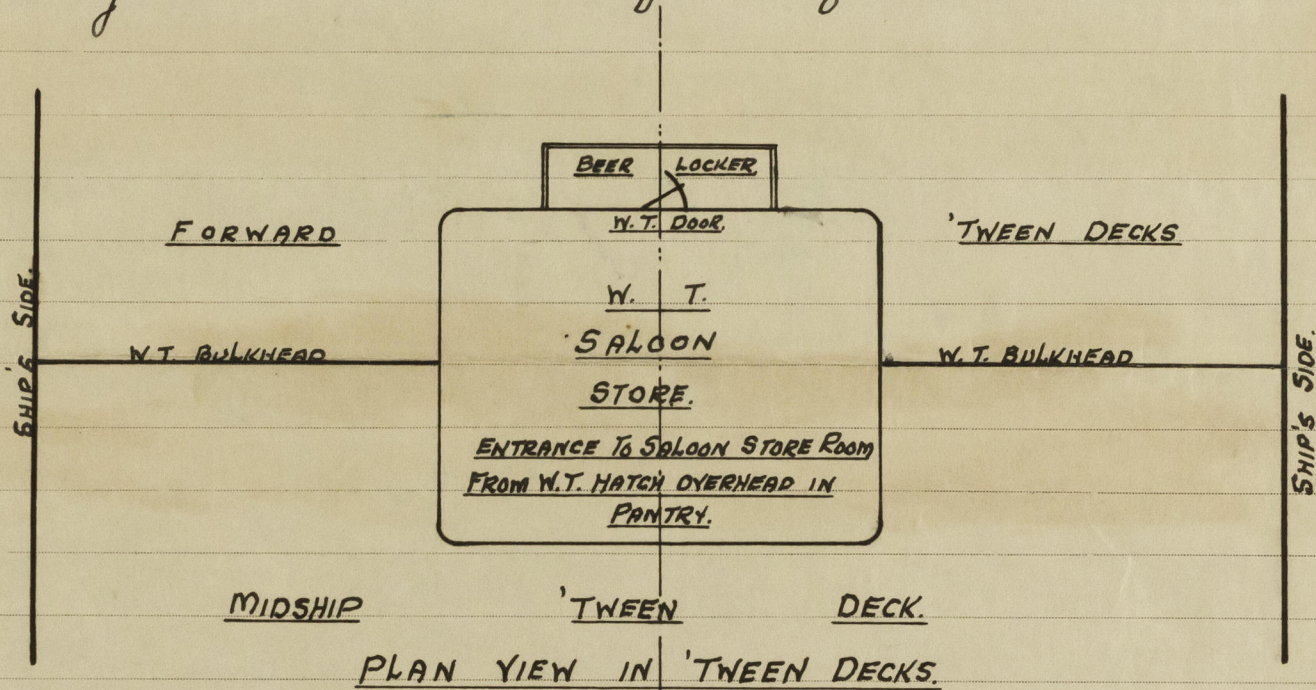 BEER LOCKER
W.T. DOOR.
FORWARD 'TWEEN DECKS
W. T.
SALOON
STORE.
SHIP'S SIDE.
W.T. BULKHEAD
W.T. BULKHEAD
SHIP'S SIDE.
ENTRANCE TO SALOON STORE ROOM
FROM W.T. HATCH OVERHEAD IN
PANTRY.
MIDSHIP 'TWEEN DECK.
PLAN VIEW IN 'TWEEN DECKS.